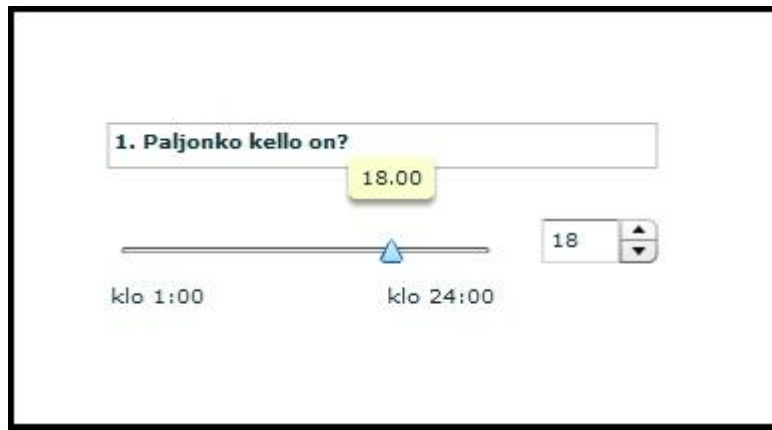 1. Paljonko kello on?
18.00
18
klo 1:00
klo 24:00